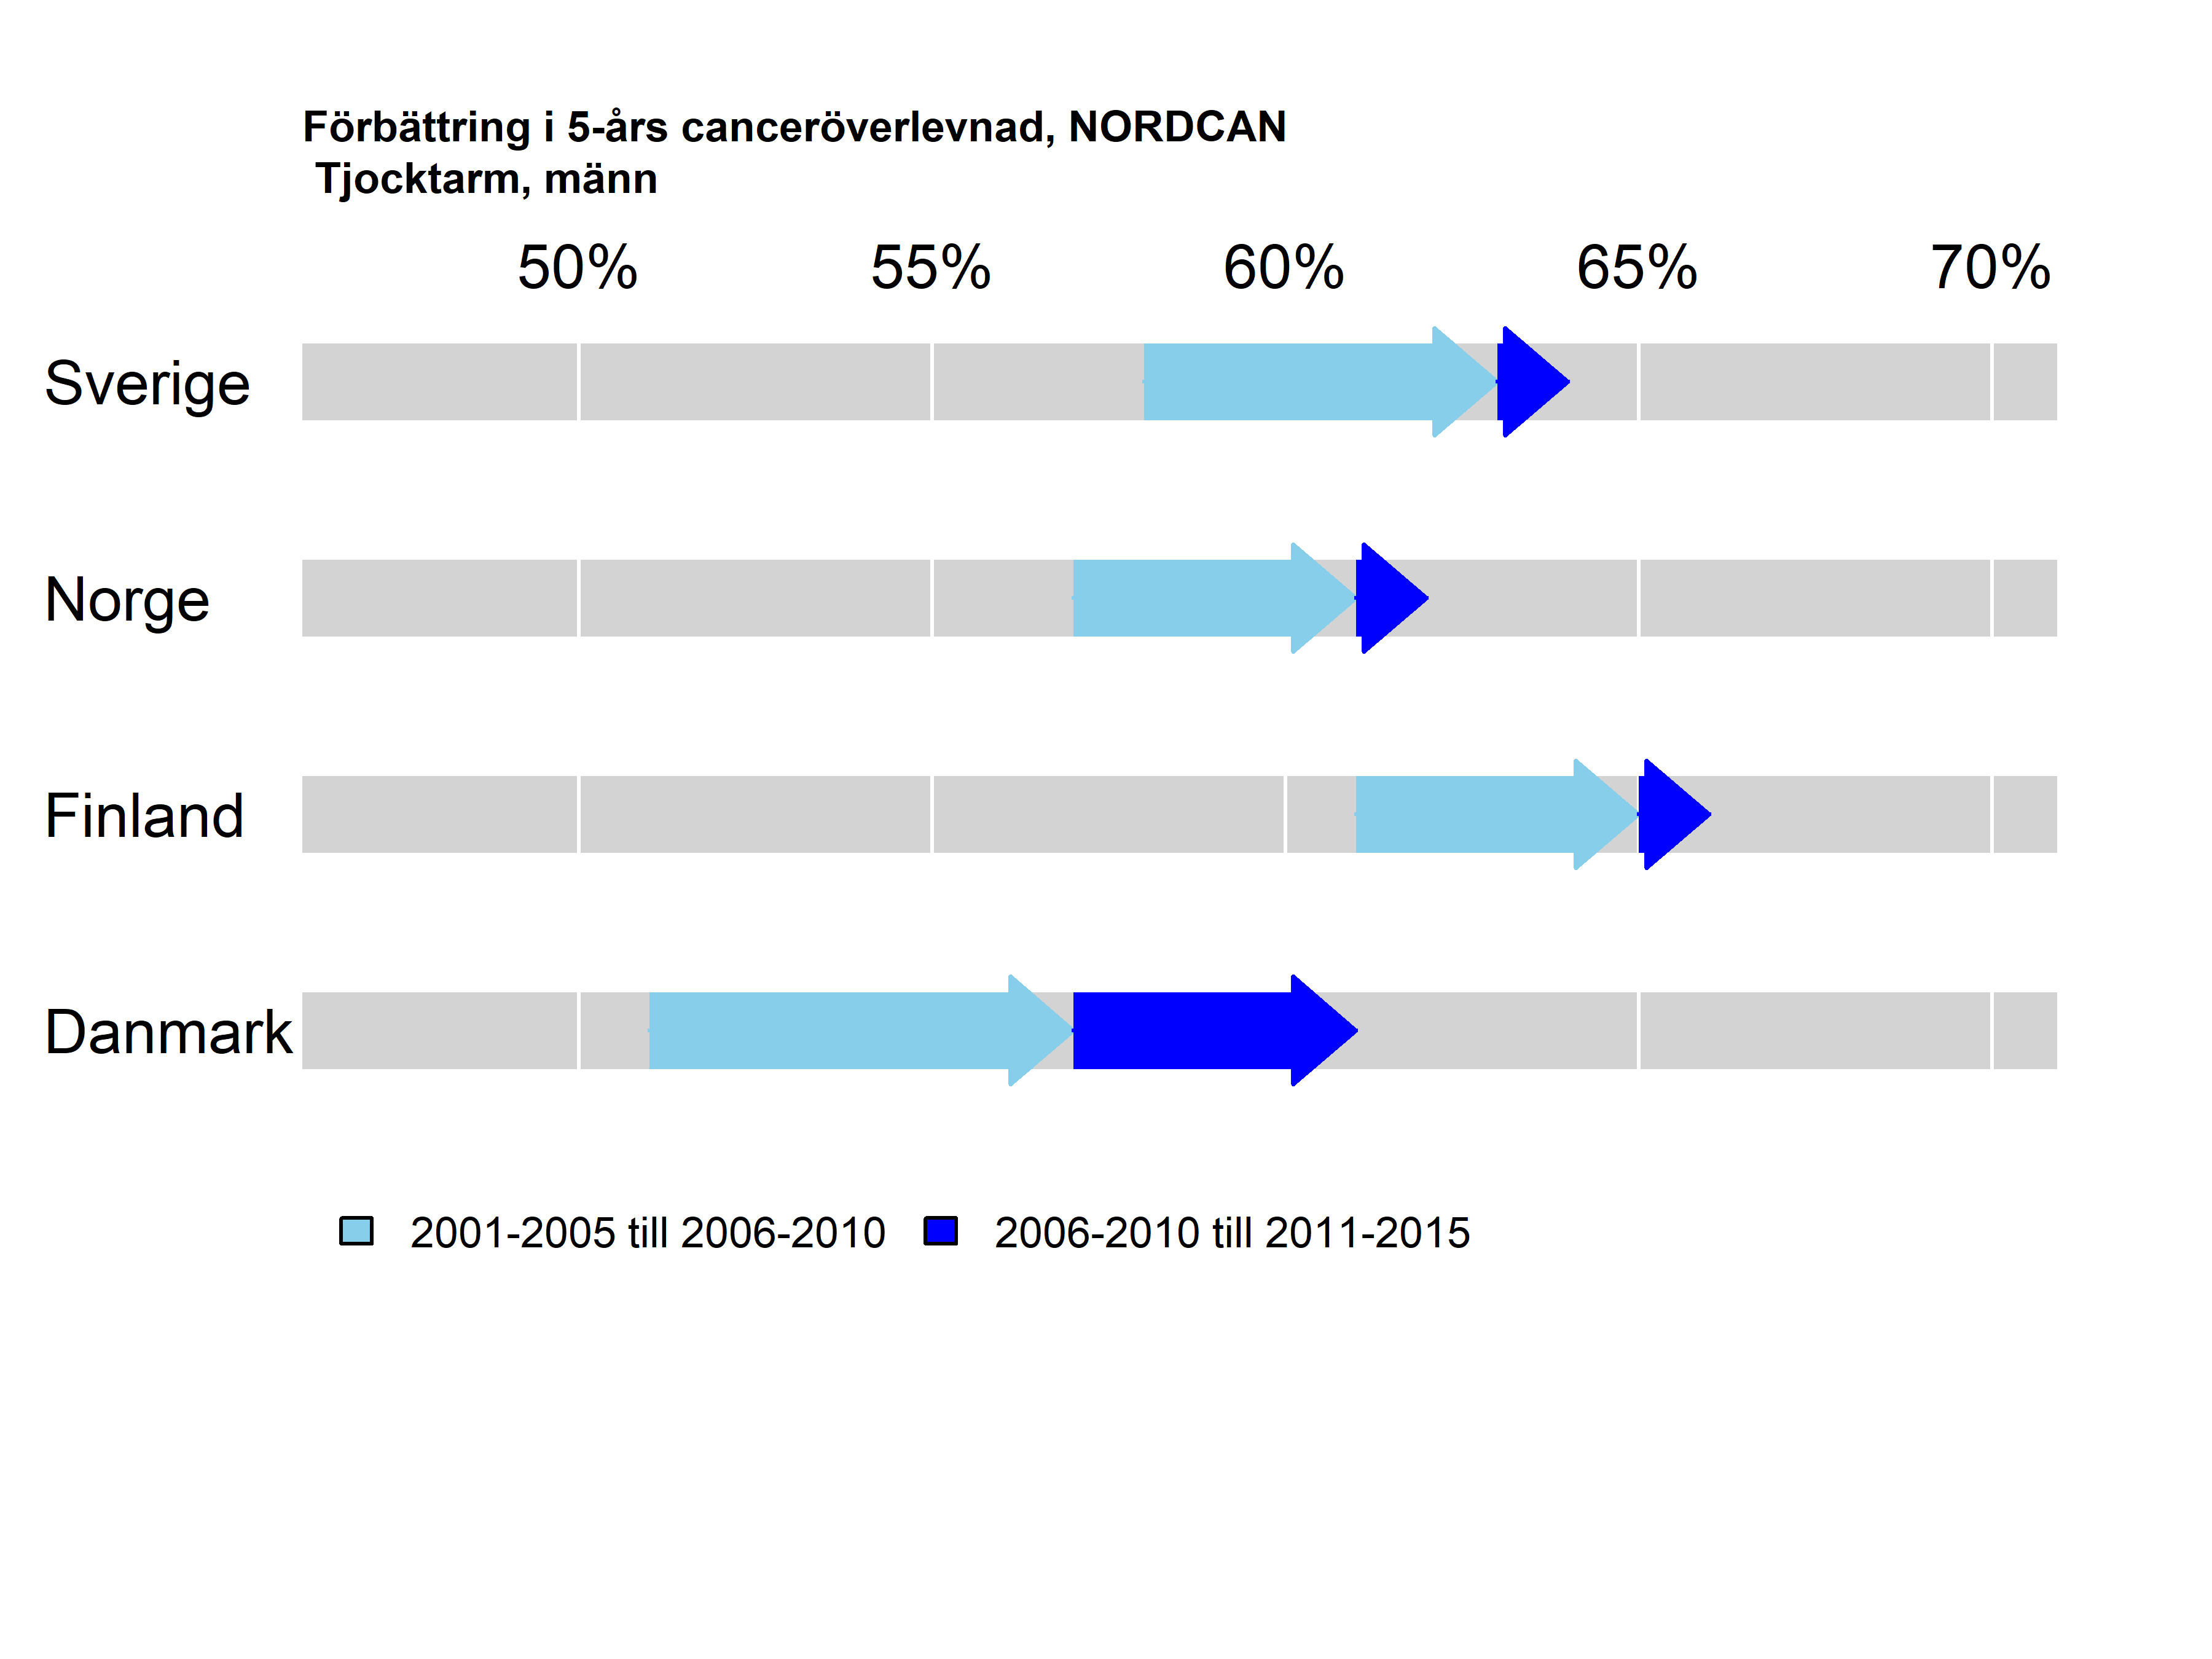 Förbättring i 5-års canceröverlevnad, NORDCAN
Tjocktarm, männ
50% 55% 60% 65% 70%
Sverige
Norge
Finland
Danmark
2001-2005 till 2006-2010 2006-2010 till 2011-2015